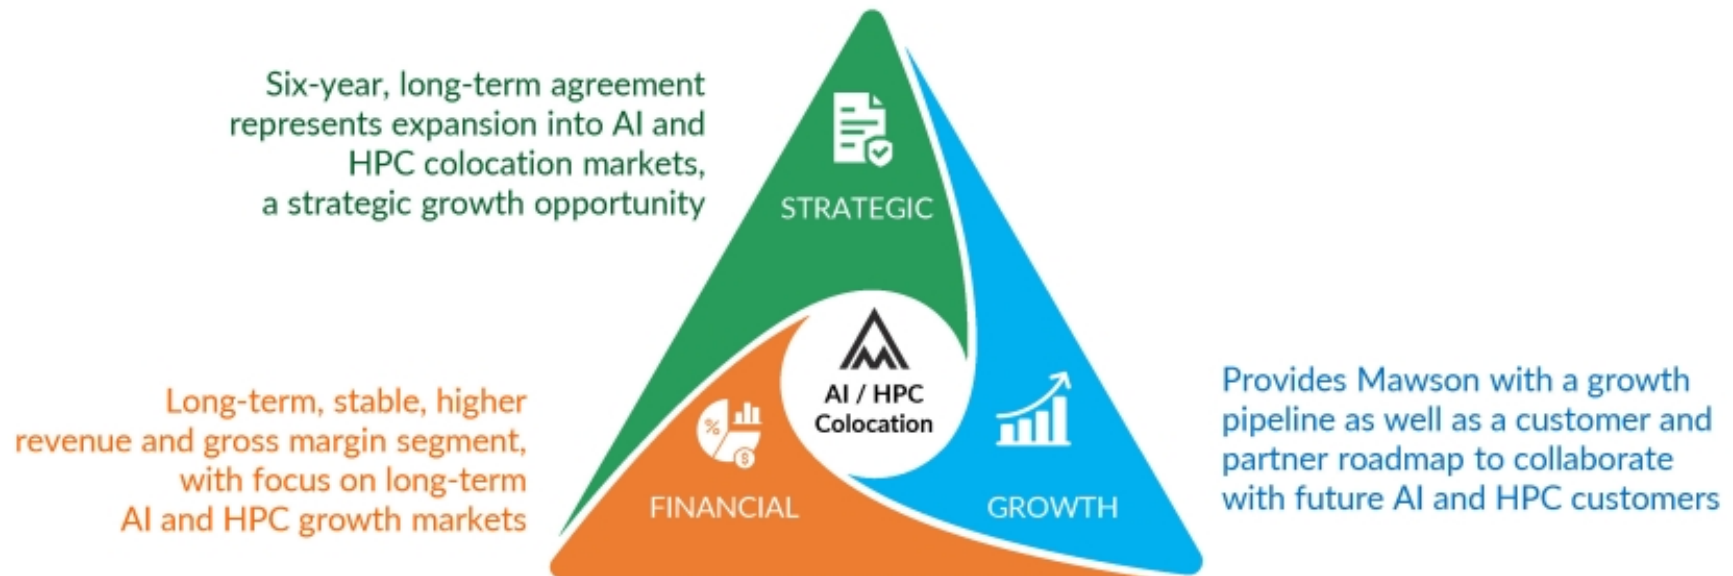 Six-year, long-term agreement
represents expansion into AI and
HPC colocation markets,
a strategic growth opportunity
STRATEGIC
AI / HPC
Colocation
Long-term, stable, higher
revenue and gross margin segment,
with focus on long-term
AI and HPC growth markets
%
$
FINANCIAL
GROWTH
Provides Mawson with a growth
pipeline as well as a customer and
partner roadmap to collaborate
with future AI and HPC customers